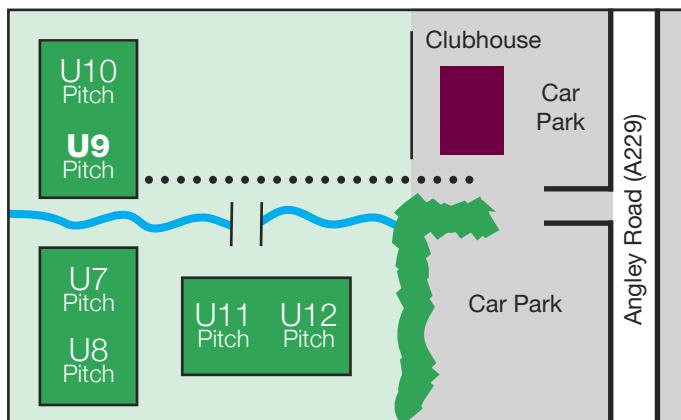 U10
Pitch
U9
Pitch
Clubhouse
Car
Park
Angley Road (A229)
U7
Pitch
U8
Pitch
U11 U12
Pitch Pitch
Car Park